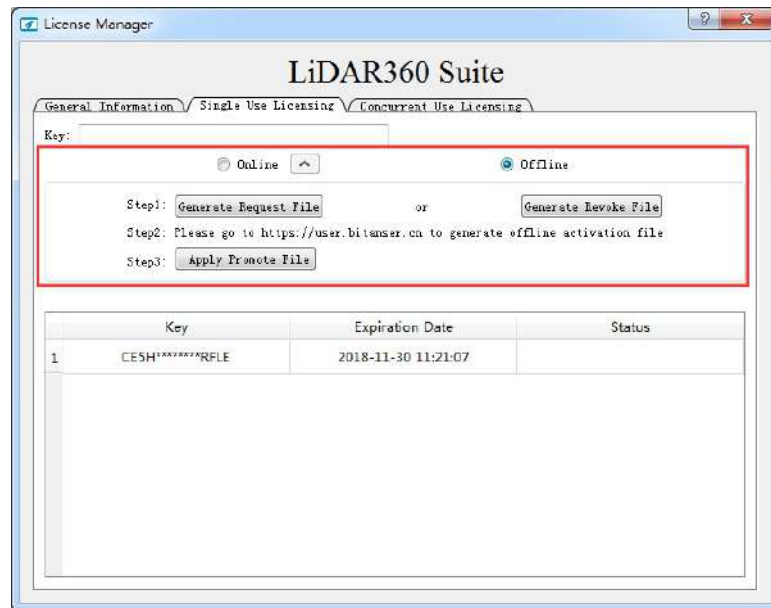 License Manager
LiDAR360 Suite
General Information Single Use Licensing Concurrent Use Licensing
Key:
Online Offline
Step1: Generate Request File or Generate Revoke File
Step2: Please go to https://user.bitanser.cn to generate offline activation file
Step3: Apply Promote File
Key Expiration Date Status
1 CE5H********RFLE 2018-11-30 11:21:07